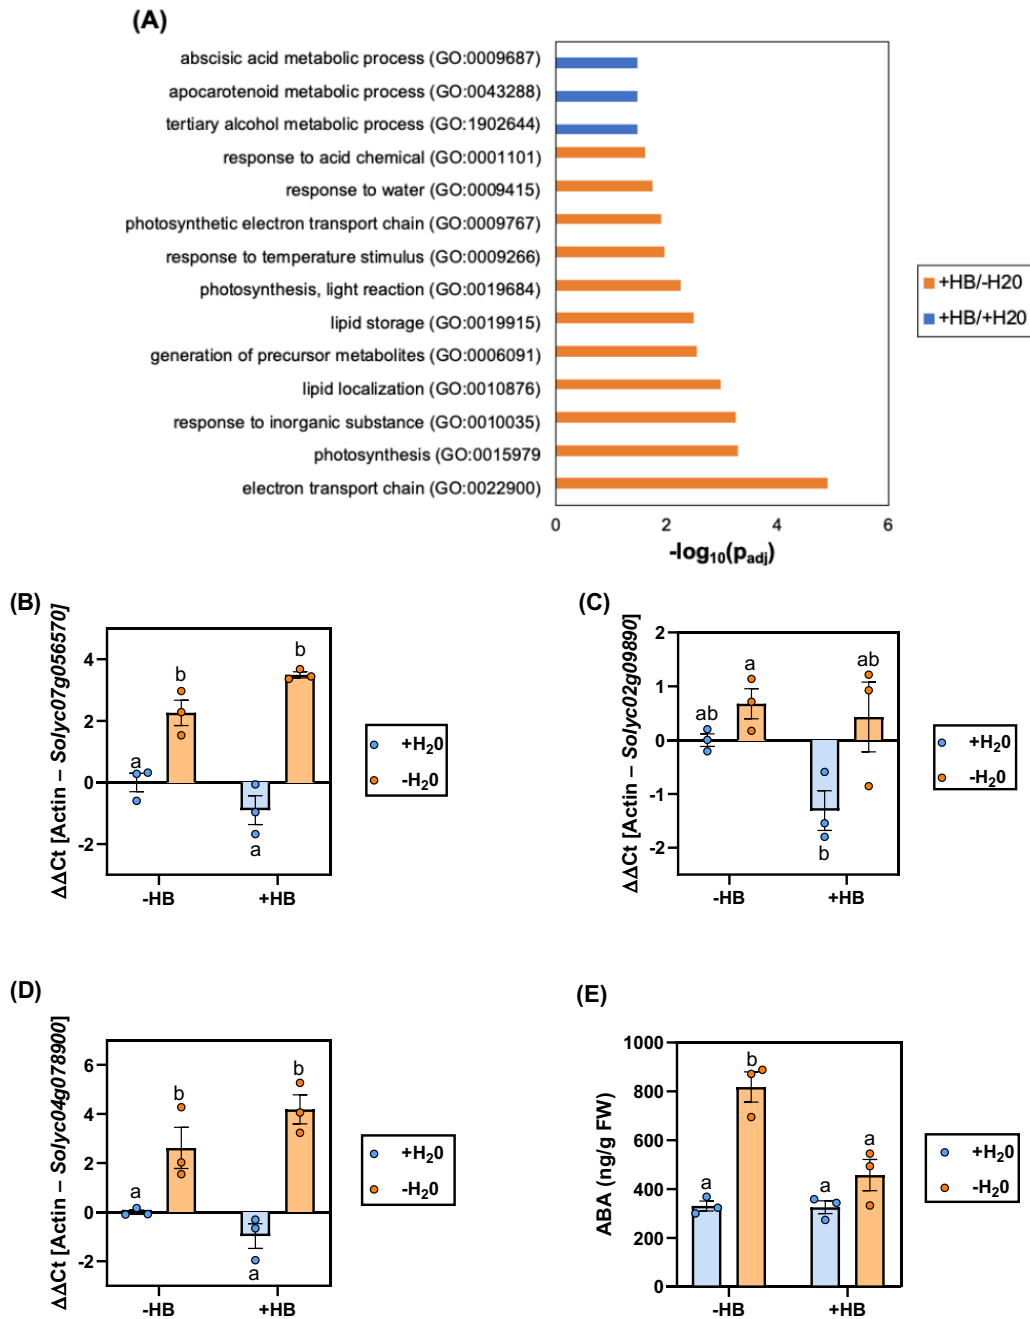 (A)
abscisic acid metabolic process (GO:0009687)
apocarotenoid metabolic process (GO:0043288)
tertiary alcohol metabolic process (GO:1902644)
response to acid chemical (GO:0001101)
response to water (GO:0009415)
photosynthetic electron transport chain (GO:0009767)
response to temperature stimulus (GO:0009266)
photosynthesis, light reaction (GO:0019684)
lipid storage (GO:0019915)
generation of precursor metabolites (GO:0006091)
lipid localization (GO:0010876)
response to inorganic substance (GO:0010035)
photosynthesis (GO:0015979
electron transport chain (GO:0022900)
0 2 4 6
-log10(padj)
+HB/-H20
+HB/+H20
(B)
ΔΔCt [Actin – Solyc07g056570]
4
2
0
-2
a
b
a
b
-HB +HB
+H20
-H20
(C)
ΔΔCt [Actin – Solyc02g09890]
2
1
0
-1
-2
ab
a
b
ab
-HB +HB
+H20
-H20
(D)
ΔΔCt [Actin – Solyc04g078900]
6
4
2
0
-2
a
b
a
b
-HB +HB
+H20
-H20
(E)
ABA (ng/g FW)
1000
800
600
400
200
0
a
b
a
a
-HB +HB
+H20
-H20